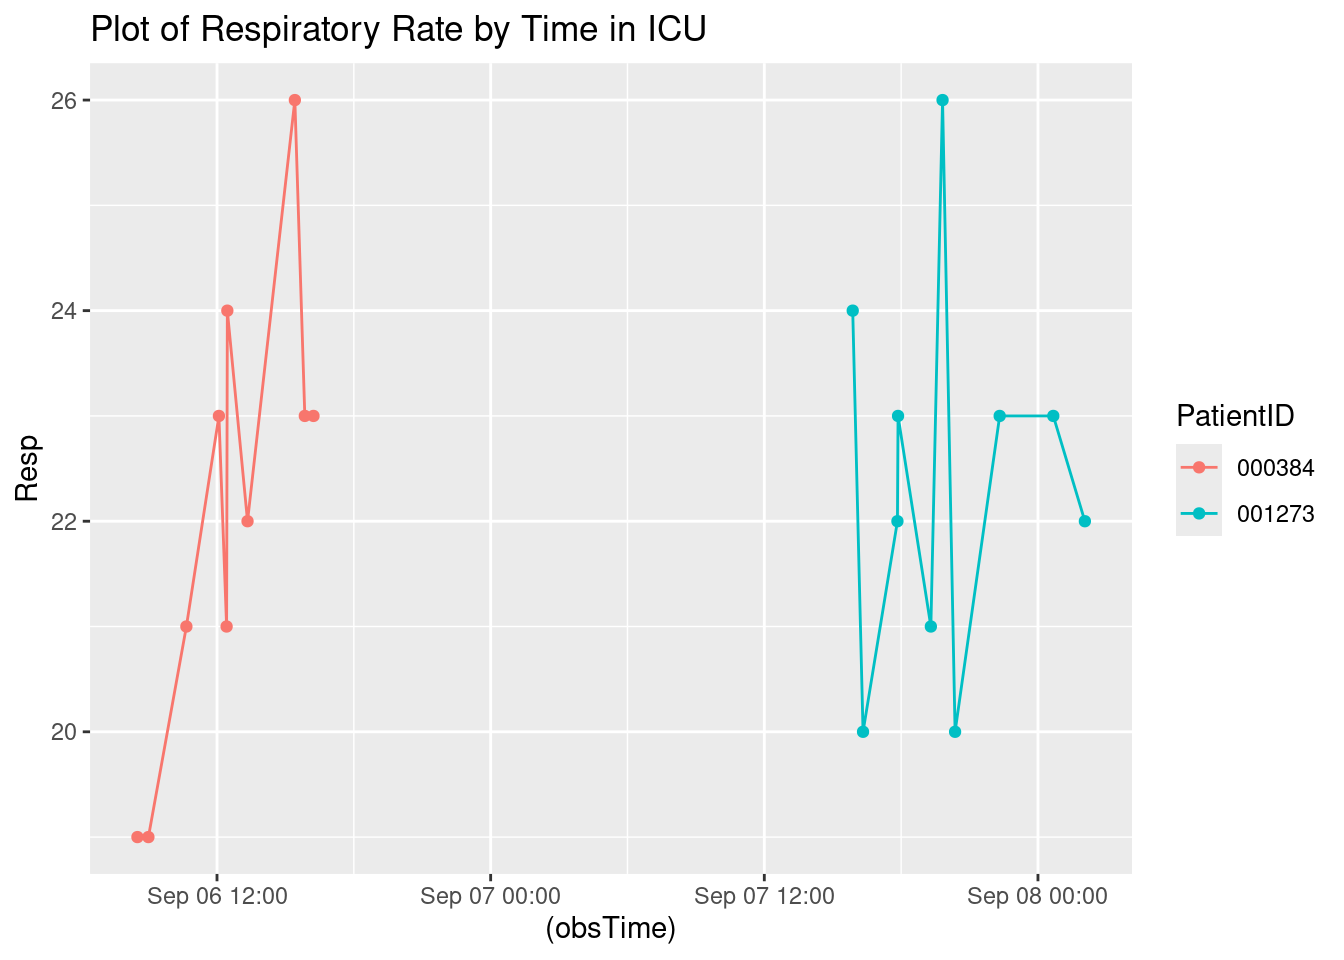 Plot of Respiratory Rate by Time in ICU
26
24
22
20
Resp
Sep 06 12:00
Sep 07 00:00
Sep 07 12:00
Sep 08 00:00
(obsTime)
PatientID
000384
001273